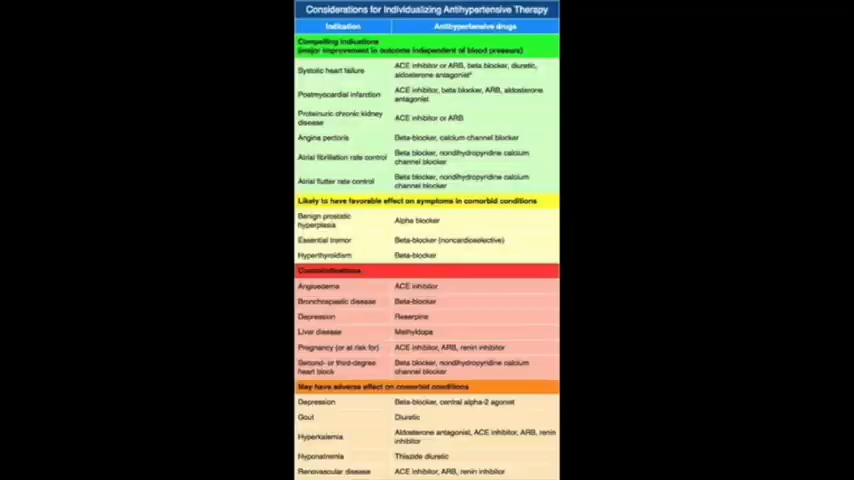 Considerations for Individualizing Antihypertensive Therapy
Indication Antihypertensive drugs
Compelling indications
(major improvement in outcome independent of blood pressure)
Systolic heart failure ACE inhibitor or ARB, beta blocker, diuretic,
aldosterone antagonist*
Postmyocardial infarction ACE inhibitor, beta blocker, ARB, aldosterone
antagonist
Proteinuric chronic kidney
disease ACE inhibitor or ARB
Angina pectoris Beta-blocker, calcium channel blocker
Atrial fibrillation rate control Beta blocker, nondihydropyridine calcium
channel blocker
Atrial flutter rate control Beta blocker, nondihydropyridine calcium
channel blocker
Likely to have favorable effect on symptoms in comorbid conditions
Benign prostatic
hyperplasia Alpha blocker
Essential tremor Beta-blocker (noncardioselective)
Hyperthyroidism Beta-blocker
Contraindications
Angioedema ACE inhibitor
Bronchospastic disease Beta-blocker
Depression Reserpine
Liver disease Methyldopa
Pregnancy (or at risk for) ACE inhibitor, ARB, renin inhibitor
Second- or third-degree
heart block Beta blocker, nondihydropyridine calcium
channel blocker
May have adverse effect on comorbid conditions
Depression Beta-blocker, central alpha-2 agonist
Gout Diuretic
Hyperkalemia Aldosterone antagonist, ACE inhibitor, ARB, renin
inhibitor
Hyponatremia Thiazide diuretic
Renovascular disease ACE inhibitor, ARB, renin inhibitor